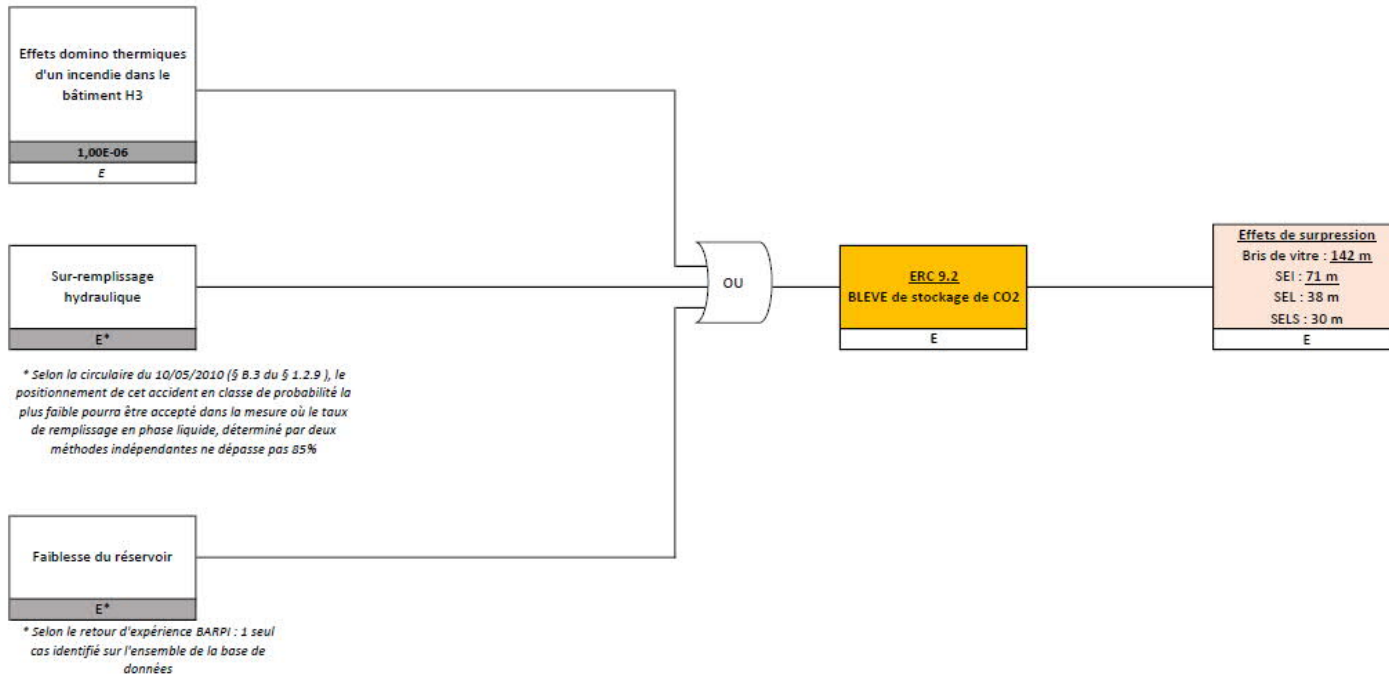 Effets domino thermiques
d'un incendie dans le
bâtiment H3
1,00E-06
E
Sur-remplissage
hydraulique
E*
* Selon la circulaire du 10/05/2010 (§ B.3 du § 1.2.9 ), le
positionnement de cet accident en classe de probabilité la
plus faible pourra être accepté dans la mesure où le taux
de remplissage en phase liquide, déterminé par deux
méthodes indépendantes ne dépasse pas 85%
Faiblesse du réservoir
E*
* Selon le retour d'expérience BARPI : 1 seul
cas identifié sur l'ensemble de la base de
données
OU
ERC 9.2
BLEVE de stockage de CO2
E
Effets de surpression
Bris de vitre : 142 m
SEI : 71 m
SEL : 38 m
SELS : 30 m
E